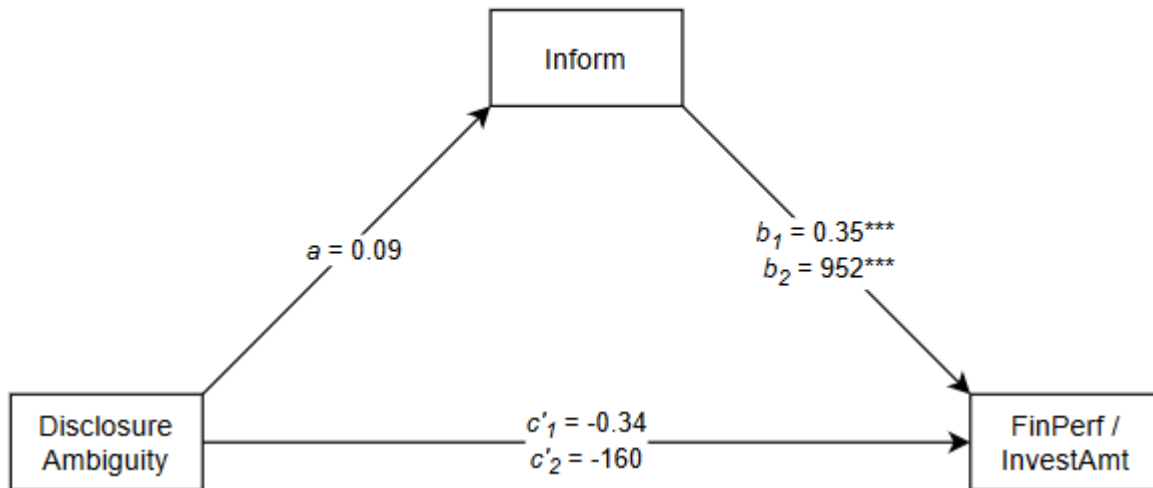 Inform
a = 0.09
b₁ = 0.35***
b₂ = 952***
Disclosure
Ambiguity
c'₁ = -0.34
c'₂ = -160
FinPerf /
InvestAmt